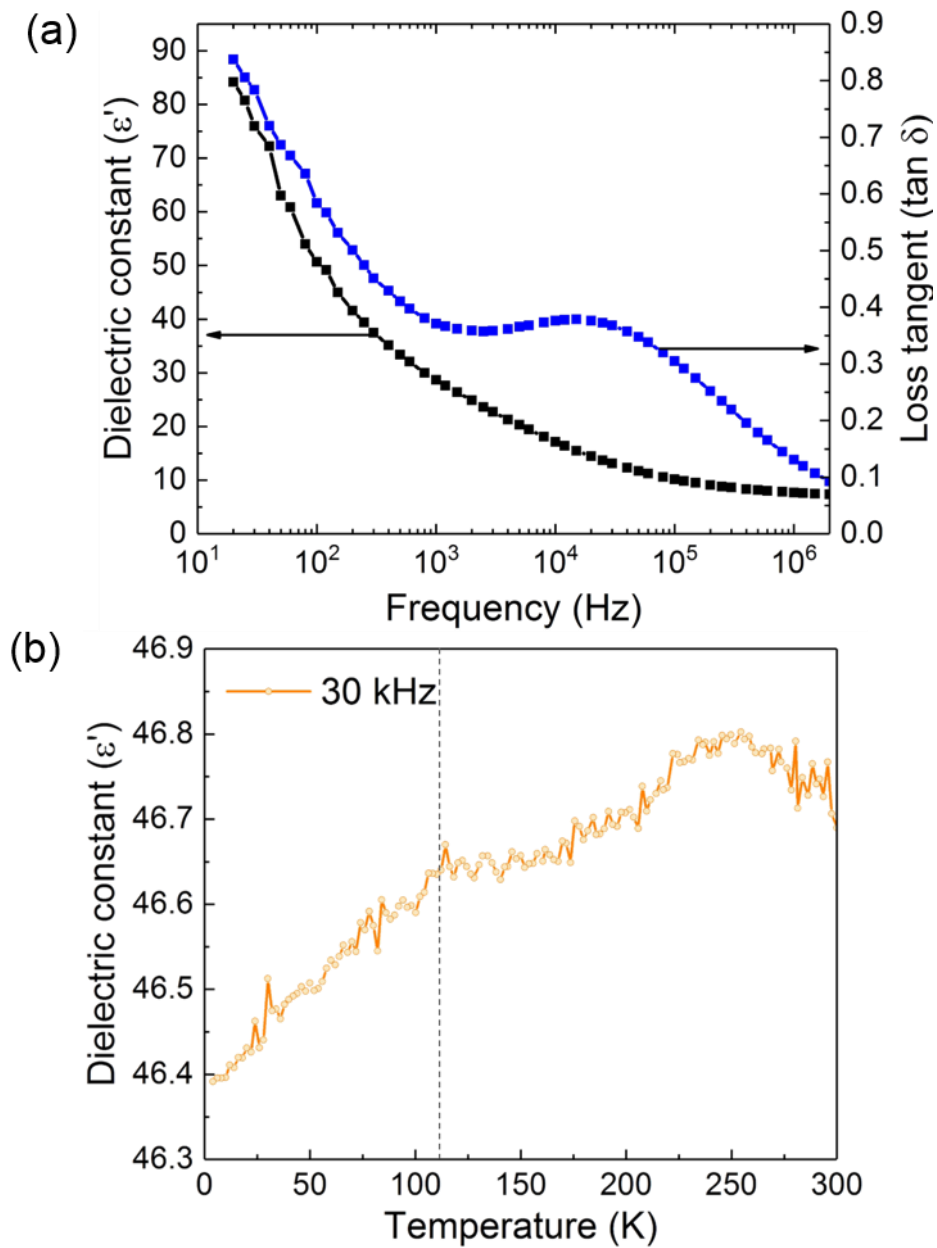 (a)
Dielectric constant (ε')
90
80
70
60
50
40
30
20
10
0
0.9
0.8
0.7
0.6
0.5
0.4
0.3
0.2
0.1
0.0
Loss tangent (tan δ)
10¹ 10² 10³ 10⁴ 10⁵ 10⁶
Frequency (Hz)
(b)
Dielectric constant (ε')
46.9
46.8
46.7
46.6
46.5
46.4
46.3
30 kHz
0 50 100 150 200 250 300
Temperature (K)